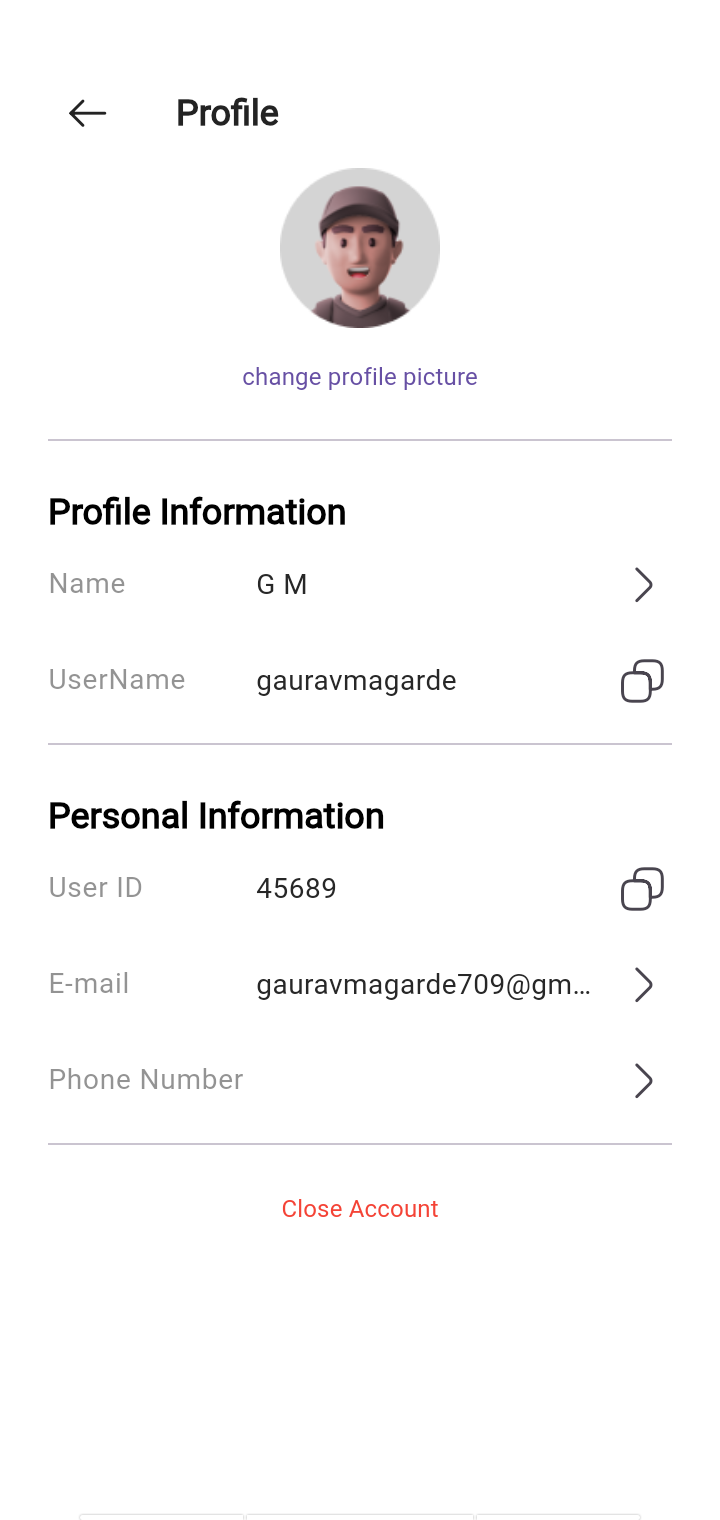 Profile
change profile picture
Profile Information
Name G M
UserName gauravmagarde
Personal Information
User ID 45689
E-mail gauravmagarde709@gm...
Phone Number
Close Account